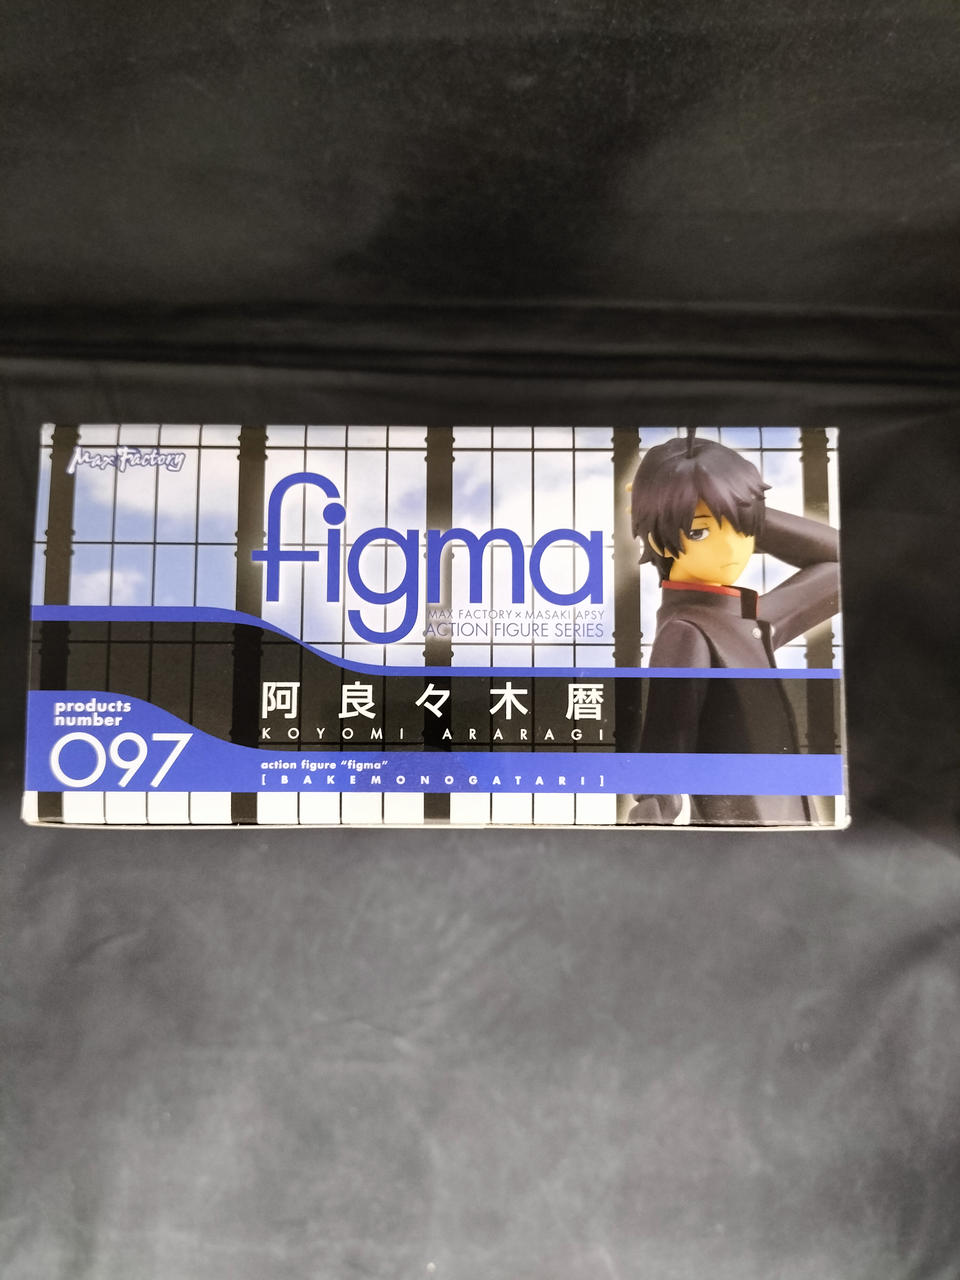 Max Factory
figma
MAX FACTORY × MASAKI APSY
ACTION FIGURE SERIES
阿良々木暦
KOYOMI ARARAGI
products
number
097
action figure "figma"
[BAKEMONOGATARI]